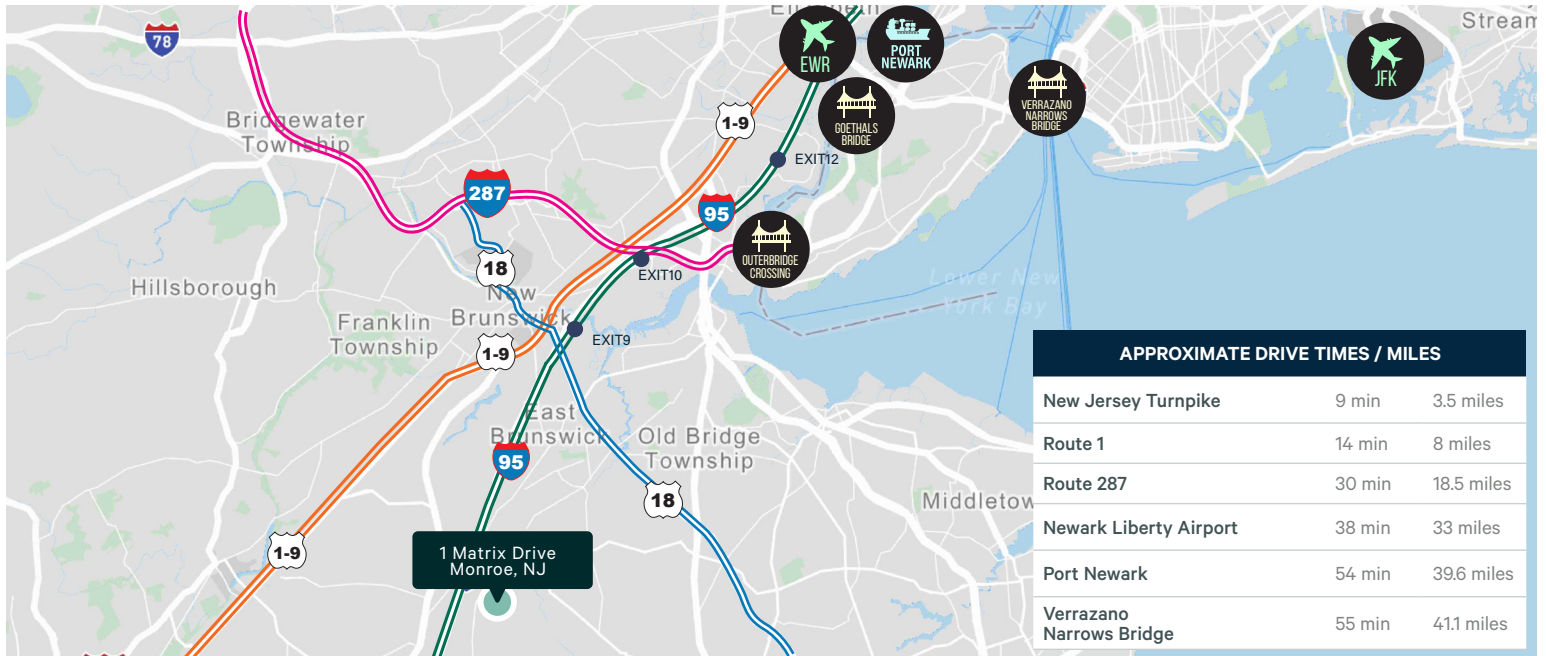 Elizabeth
Stream
78
EWR
PORT
NEWARK
JFK
GOETHALS
BRIDGE
VERRAZANO
NARROWS
BRIDGE
1-9
Bridgewater
Township
EXIT12
287
95
OUTERBRIDGE
CROSSING
18
EXIT10
Hillsborough
New
Brunswick
Lower New
York Bay
Franklin
Township
EXIT9
1-9
APPROXIMATE DRIVE TIMES / MILES
New Jersey Turnpike 9 min 3.5 miles
Route 1 14 min 8 miles
Route 287 30 min 18.5 miles
Newark Liberty Airport 38 min 33 miles
Port Newark 54 min 39.6 miles
Verrazano
Narrows Bridge 55 min 41.1 miles
East
Brunswick
Old Bridge
Township
95
18
Middletow
1-9
1 Matrix Drive
Monroe, NJ